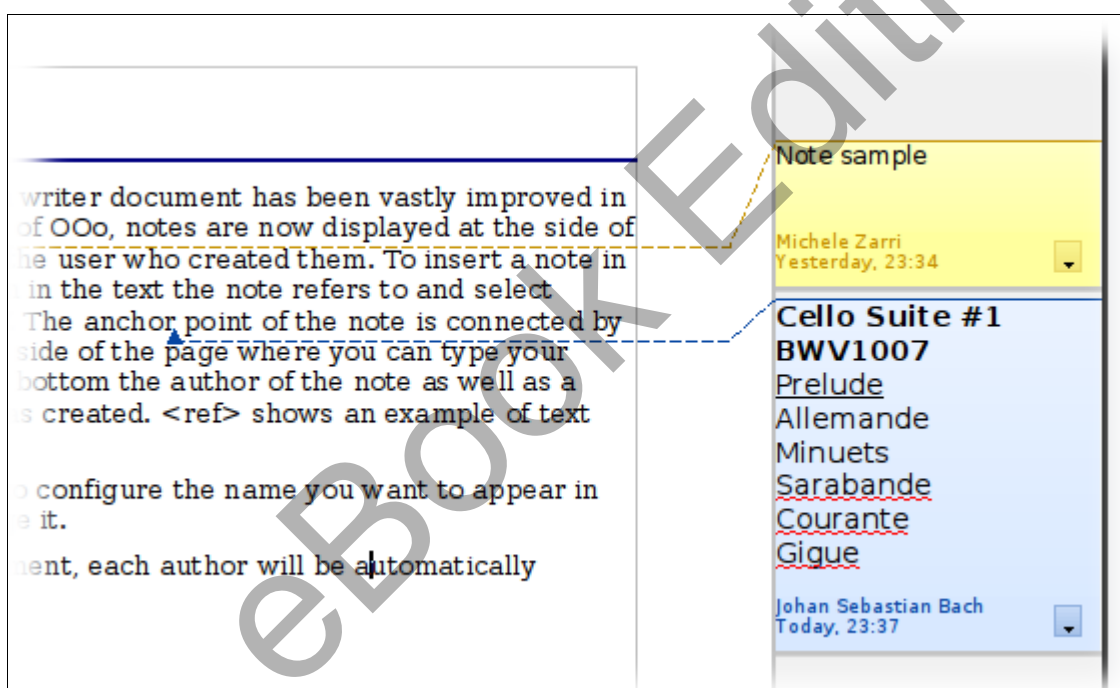 writer document has been vastly improved in
of OOo, notes are now displayed at the side of
he user who created them. To insert a note in
in the text the note refers to and select
The anchor point of the note is connected by
side of the page where you can type your
bottom the author of the note as well as a
s created. <ref> shows an example of text
o configure the name you want to appear in
e it.
ent, each author will be automatically
Note sample
Michele Zarri
Yesterday, 23:34
Cello Suite #1
BWV1007
Prelude
Allemande
Minuets
Sarabande
Courante
Gigue
Johan Sebastian Bach
Today, 23:37
eBook Editi